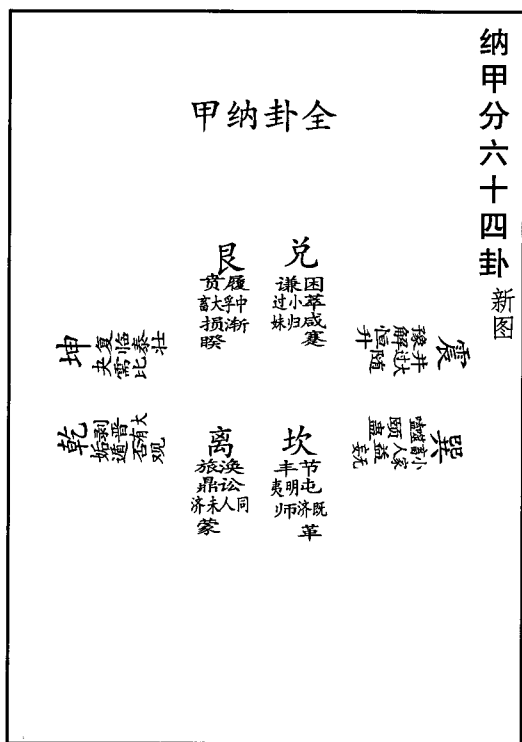 纳甲分六十四卦
新图
全卦纳甲
兑
困萃咸蹇
谦小过归妹
艮
履中孚渐
贲大畜损睽
震
豫井
解大过
恒随
升
巽
噬嗑小畜
颐家人
蛊益
无妄
坎
节屯既济革
丰明夷师
离
涣讼同人
旅鼎未济蒙
坤
复临泰壮
夬需比
乾
剥晋大有观
姤遁否